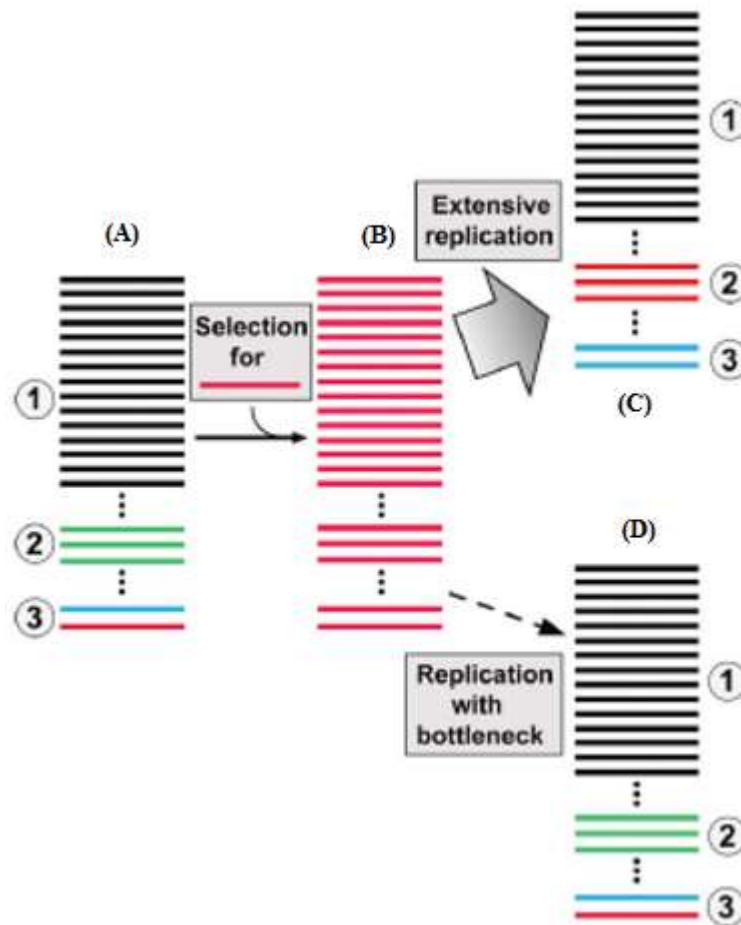 (A)
1
2
3
Selection
for
(B)
Extensive
replication
1
2
3
(C)
(D)
Replication
with
bottleneck
1
2
3